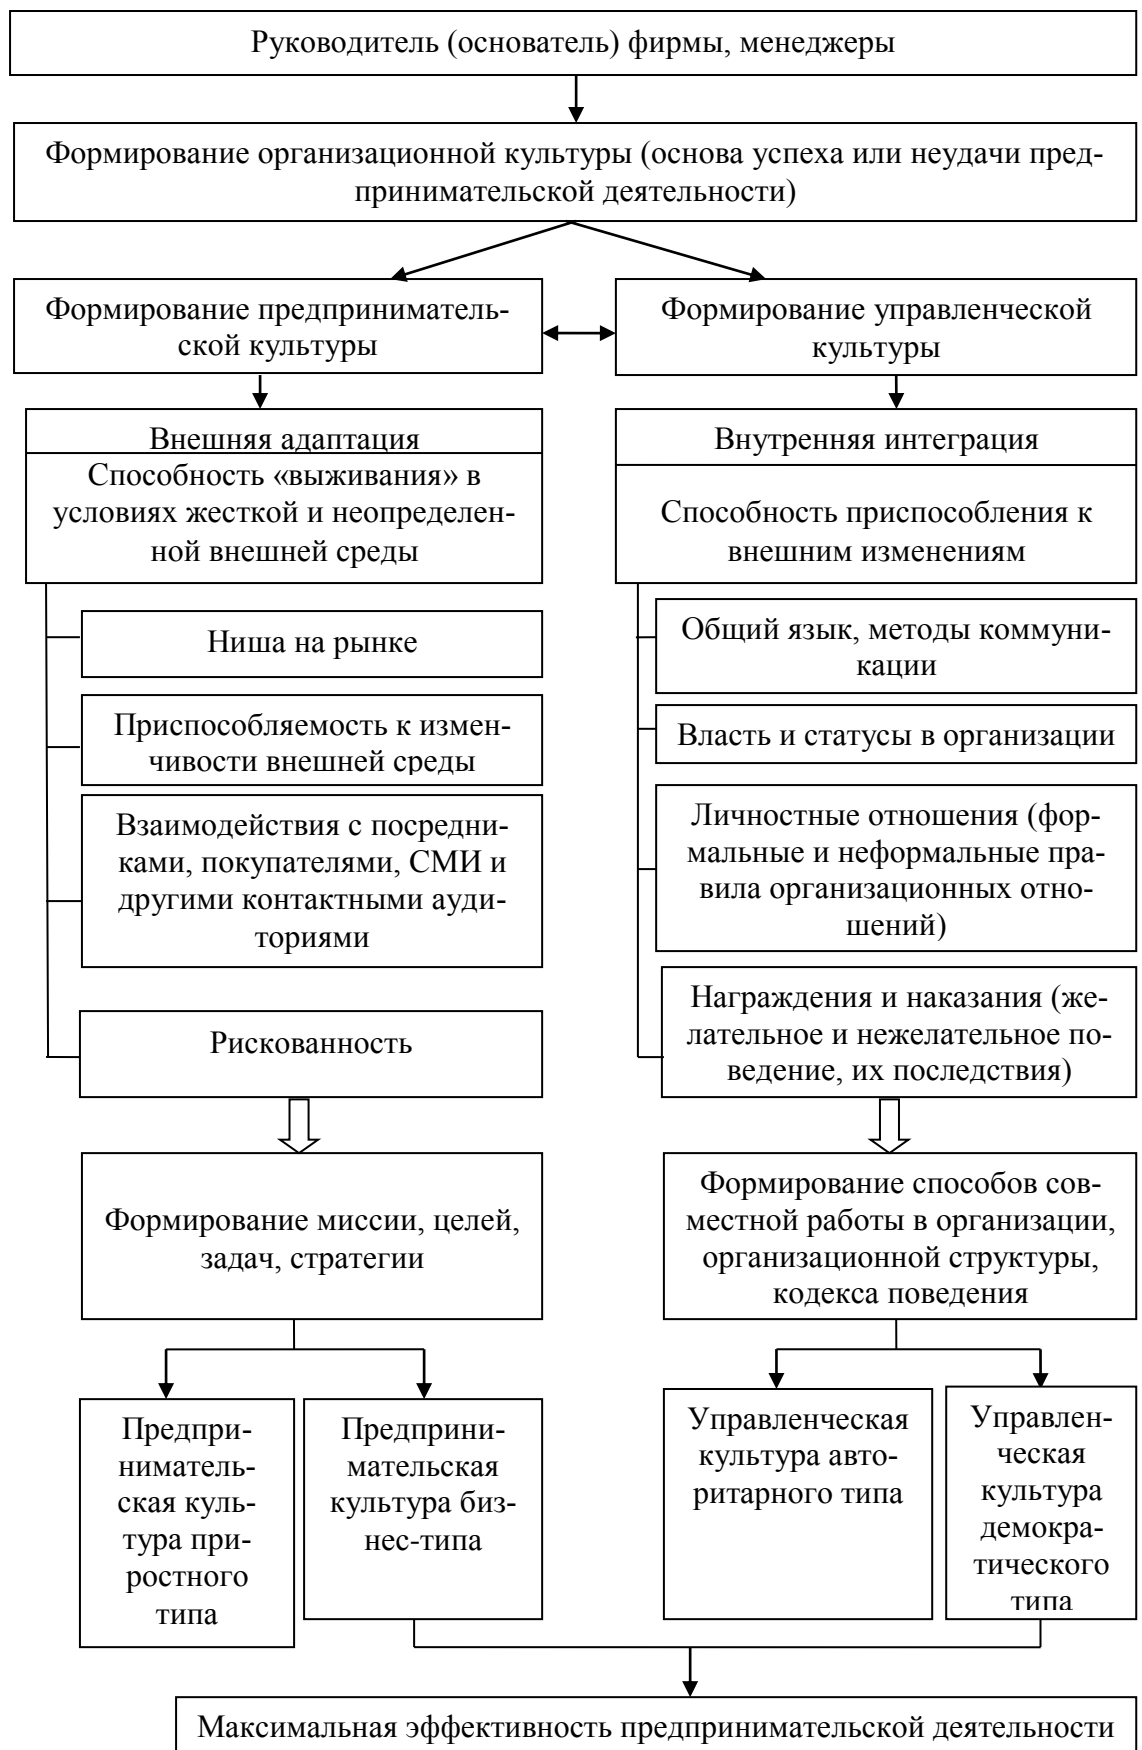 Руководитель (основатель) фирмы, менеджеры
Формирование организационной культуры (основа успеха или неудачи пред-
принимательской деятельности)
Формирование предприниматель-
ской культуры
Формирование управленческой
культуры
Внешняя адаптация
Способность «выживания» в
условиях жесткой и неопределен-
ной внешней среды
Внутренняя интеграция
Способность приспособления к
внешним изменениям
Ниша на рынке
Приспособляемость к измен-
чивости внешней среды
Взаимодействия с посредни-
ками, покупателями, СМИ и
другими контактными ауди-
ториями
Рискованность
Общий язык, методы коммуни-
кации
Власть и статусы в организации
Личностные отношения (фор-
мальные и неформальные пра-
вила организационных отно-
шений)
Награждения и наказания (же-
лательное и нежелательное по-
ведение, их последствия)
Формирование миссии, целей,
задач, стратегии
Формирование способов сов-
местной работы в организации,
организационной структуры,
кодекса поведения
Предпри-
ниматель-
ская куль-
тура при-
ростного
типа
Предприни-
мательская
культура биз-
нес-типа
Управленческая
культура авто-
ритарного типа
Управлен-
ческая
культура
демокра-
тического
типа
Максимальная эффективность предпринимательской деятельности